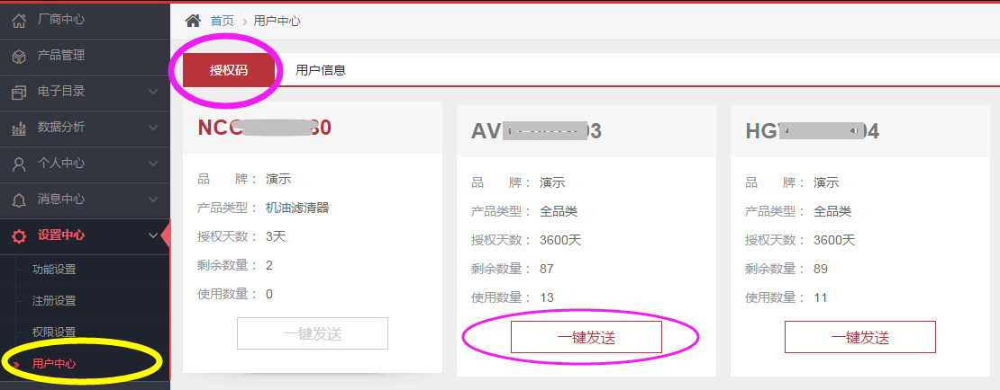 厂商中心
产品管理
电子目录
数据分析
个人中心
消息中心
设置中心
功能设置
注册设置
权限设置
用户中心
首页 > 用户中心
授权码
用户信息
NCC 30
品 牌： 演示
产品类型： 机油滤清器
授权天数： 3天
剩余数量： 2
使用数量： 0
一键发送
AV 03
品 牌： 演示
产品类型： 全品类
授权天数： 3600天
剩余数量： 87
使用数量： 13
一键发送
HG 04
品 牌： 演示
产品类型： 全品类
授权天数： 3600天
剩余数量： 89
使用数量： 11
一键发送